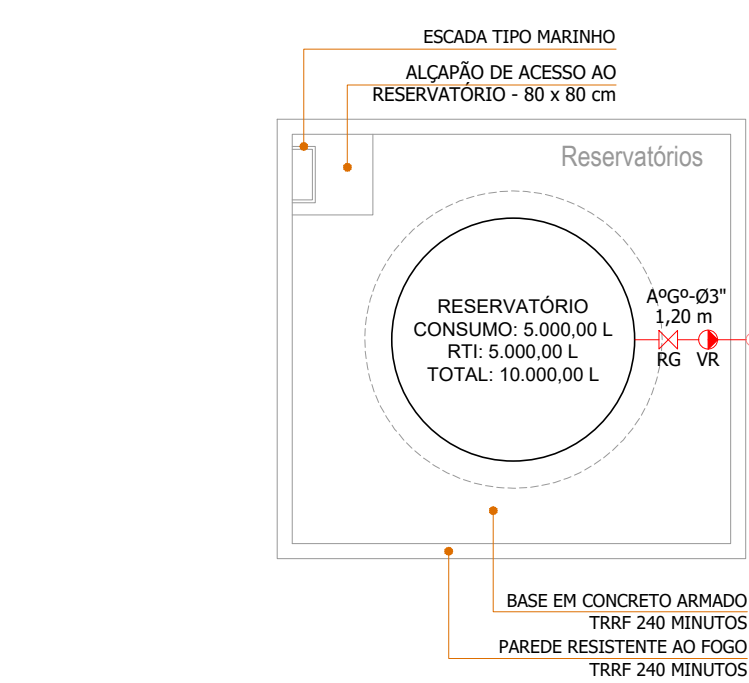 ESCADA TIPO MARINHO
ALÇAPÃO DE ACESSO AO
RESERVATÓRIO - 80 x 80 cm
Reservatórios
RESERVATÓRIO
CONSUMO: 5.000,00 L
RTI: 5.000,00 L
TOTAL: 10.000,00 L
AºGº-Ø3"
1,20 m
RG VR
BASE EM CONCRETO ARMADO
TRRF 240 MINUTOS
PAREDE RESISTENTE AO FOGO
TRRF 240 MINUTOS